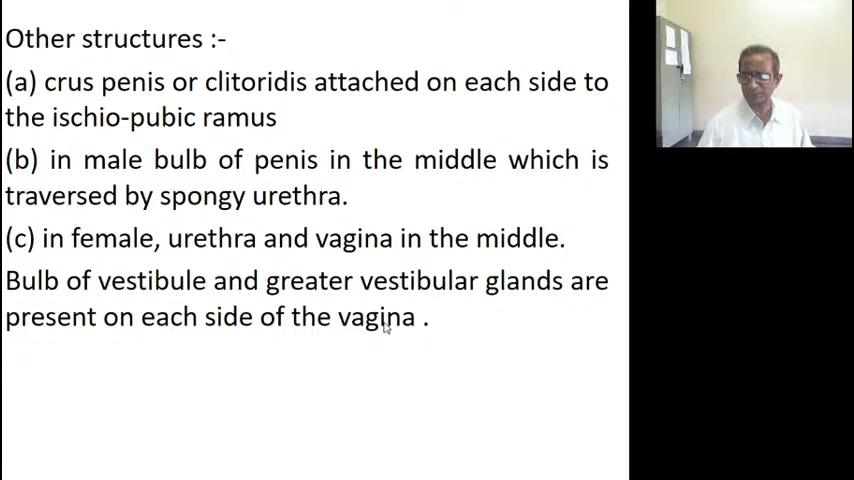 Other structures :-
(a) crus penis or clitoridis attached on each side to
the ischio-pubic ramus
(b) in male bulb of penis in the middle which is
traversed by spongy urethra.
(c) in female, urethra and vagina in the middle.
Bulb of vestibule and greater vestibular glands are
present on each side of the vagina .